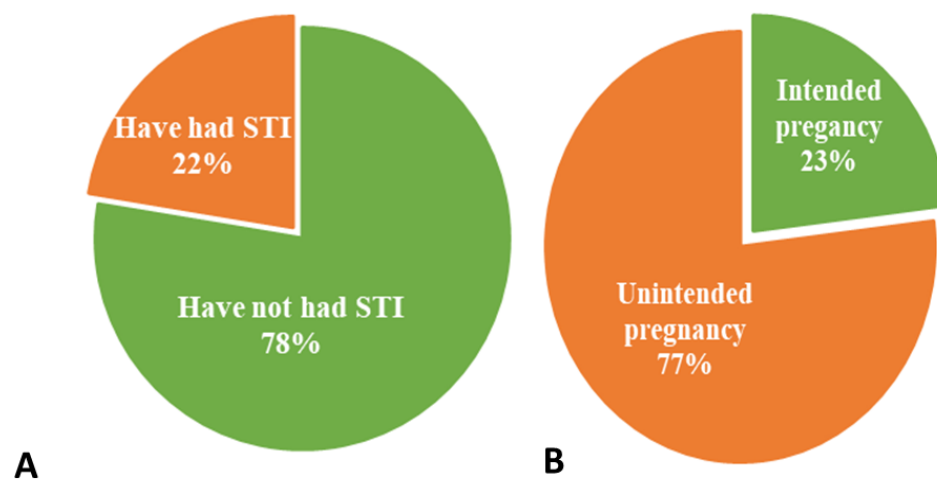 Have had STI
22%
Have not had STI
78%
A
Intended
pregancy
23%
Unintended
pregnancy
77%
B